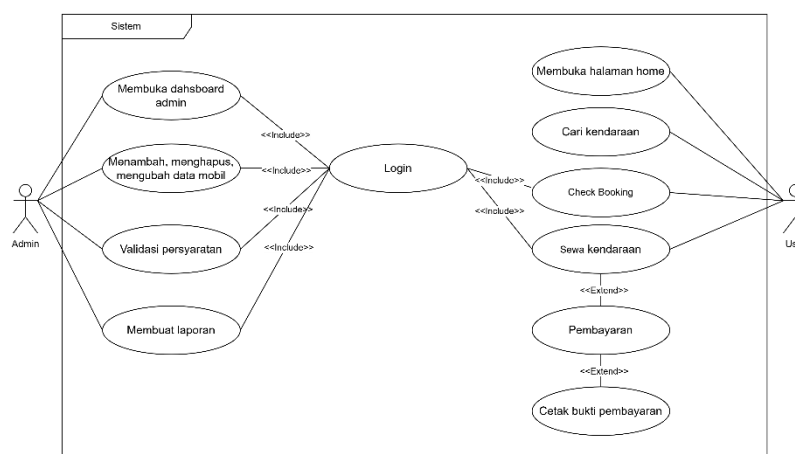 Sistem
Membuka dahsboard
admin
Menambah, menghapus,
mengubah data mobil
Validasi persyaratan
Membuat laporan
Admin
<<Include>>
<<Include>>
<<Include>>
<<Include>>
Login
<<Include>>
<<Include>>
Membuka halaman home
Cari kendaraan
Check Booking
Sewa kendaraan
<<Extend>>
Pembayaran
<<Extend>>
Cetak bukti pembayaran
Us